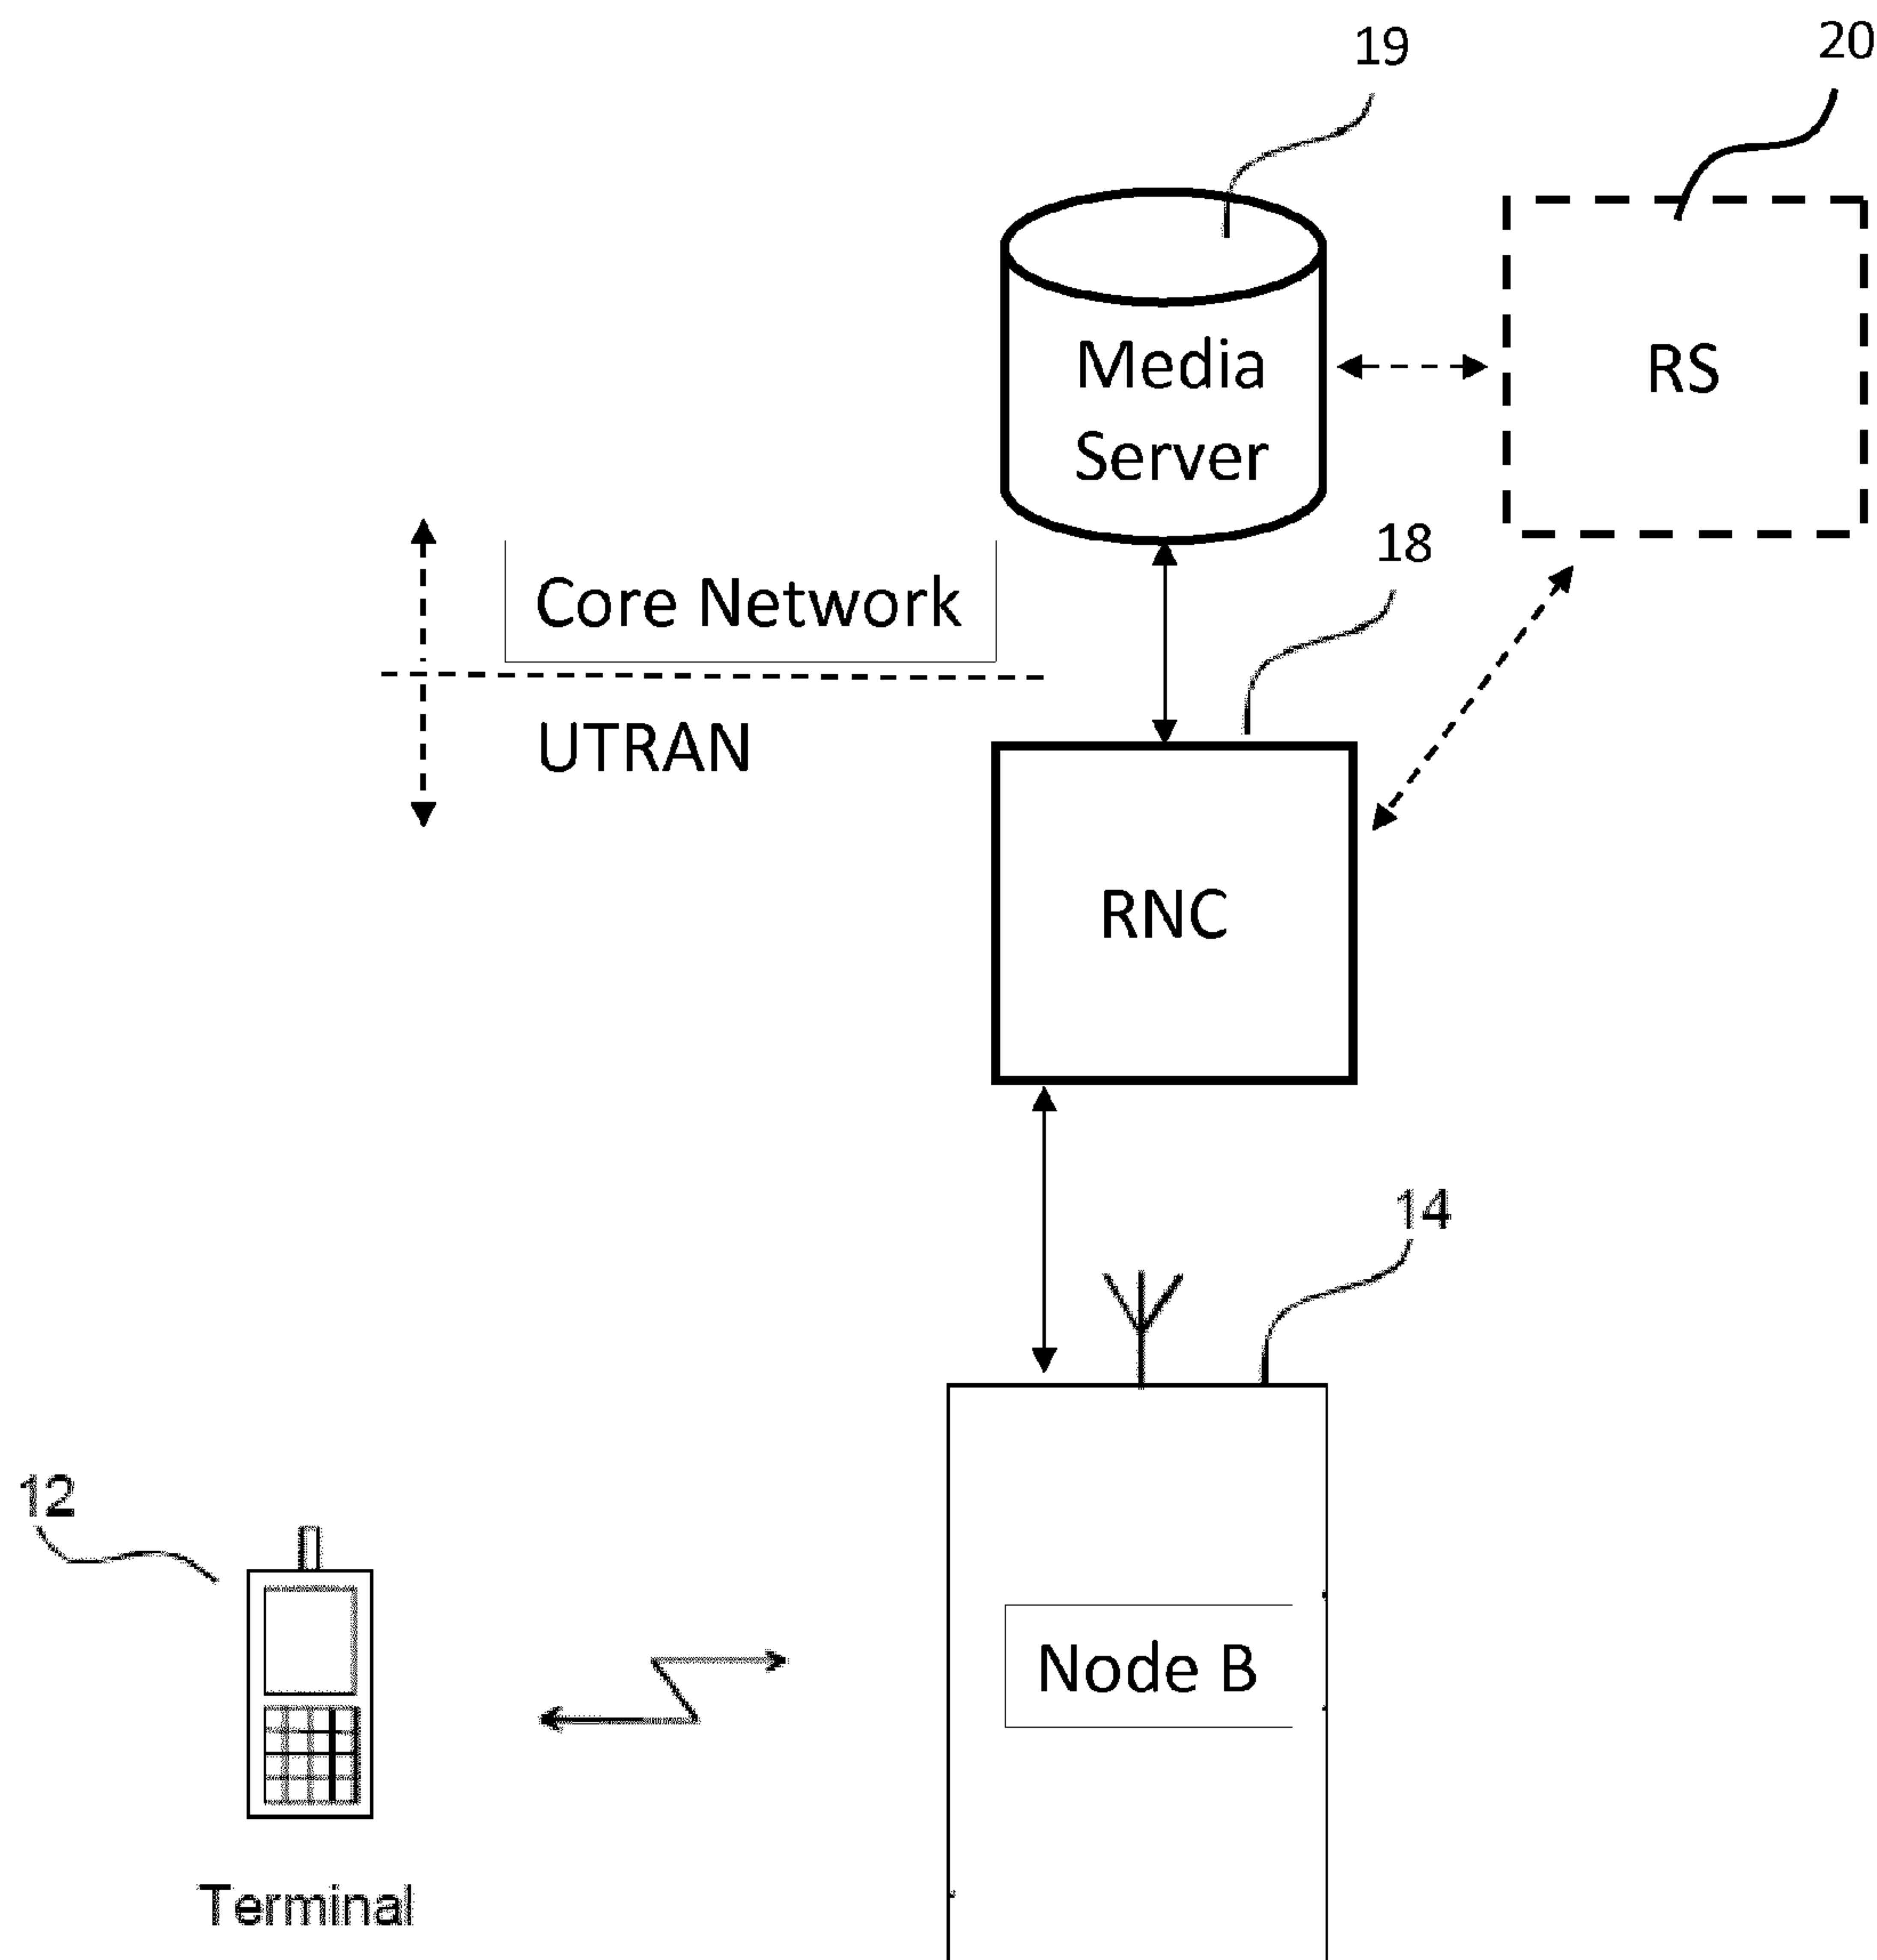 19
20
Media
Server
RS
18
Core Network
UTRAN
RNC
14
12
Node B
Terminal